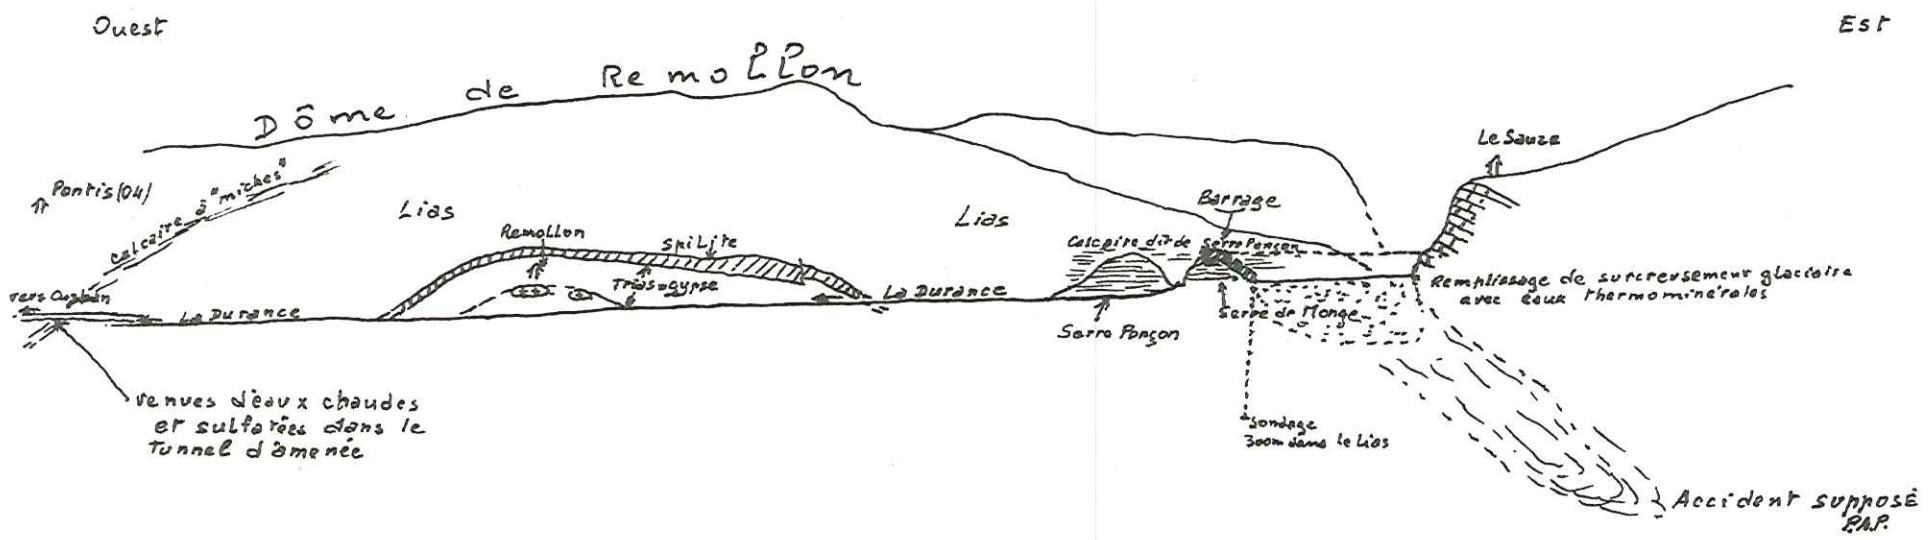 Ouest
Est
Dôme de Remollon
Le Sauze
Pontis (04)
calcaire à "miches"
Lias
Lias
Barrage
Remollon
spilite
Calcaire dit de Serre Ponçon
Trias-gypse
La Durance
La Durance
Remplissage de surcreusement glaciaire
avec eaux thermominérales
Serre de Monge
Serre Ponçon
venues d'eaux chaudes
et sulfatées dans le
Tunnel d'amenée
sondage
300m dans le Lias
Accident supposé
P.A.P.